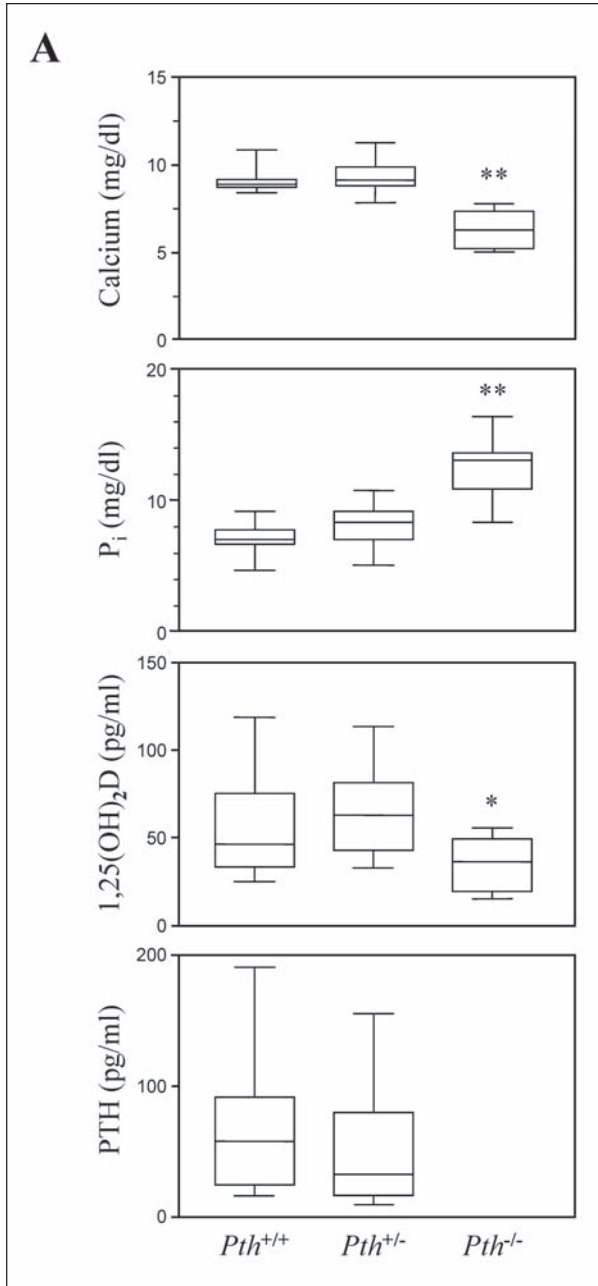 A
Calcium (mg/dl)
15
10
5
0
**
Pi (mg/dl)
20
10
0
**
1,25(OH)2D (pg/ml)
150
100
50
0
*
PTH (pg/ml)
200
100
0
Pth+/+ Pth+/- Pth-/-